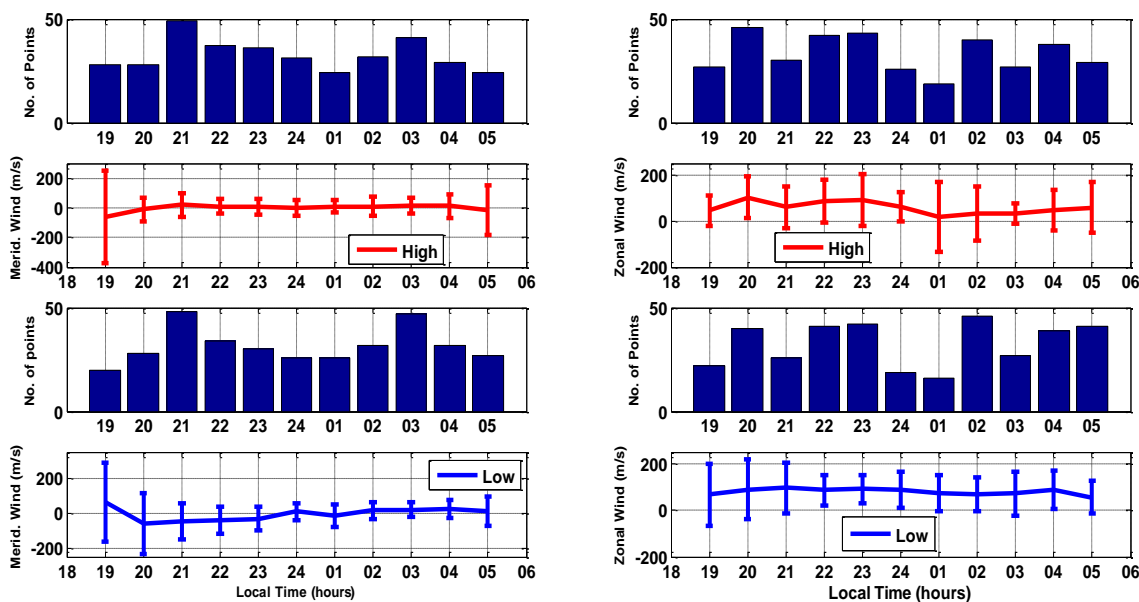 50
0
No. of Points
19 20 21 22 23 24 01 02 03 04 05
200
0
-200
-400
Merid. Wind (m/s)
High
18 19 20 21 22 23 24 01 02 03 04 05 06
50
0
No. of points
19 20 21 22 23 24 01 02 03 04 05
200
0
-200
Merid. Wind (m/s)
Low
18 19 20 21 22 23 24 01 02 03 04 05 06
Local Time (hours)
50
0
No. of Points
19 20 21 22 23 24 01 02 03 04 05
200
0
-200
Zonal Wind (m/s)
High
18 19 20 21 22 23 24 01 02 03 04 05 06
50
0
No. of Points
19 20 21 22 23 24 01 02 03 04 05
200
0
-200
Zonal Wind (m/s)
Low
18 19 20 21 22 23 24 01 02 03 04 05 06
Local Time (hours)